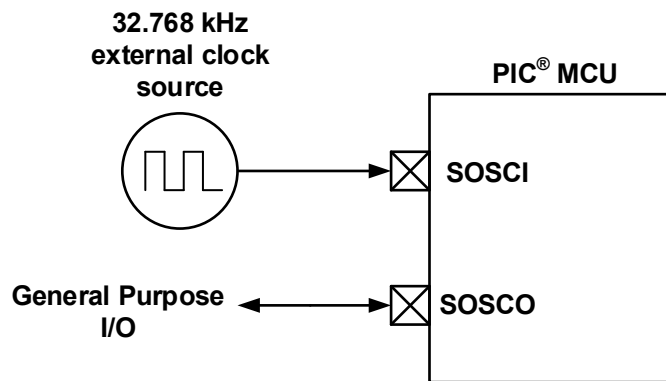 32.768 kHz
external clock
source
PIC® MCU
SOSCI
General Purpose
I/O
SOSCO